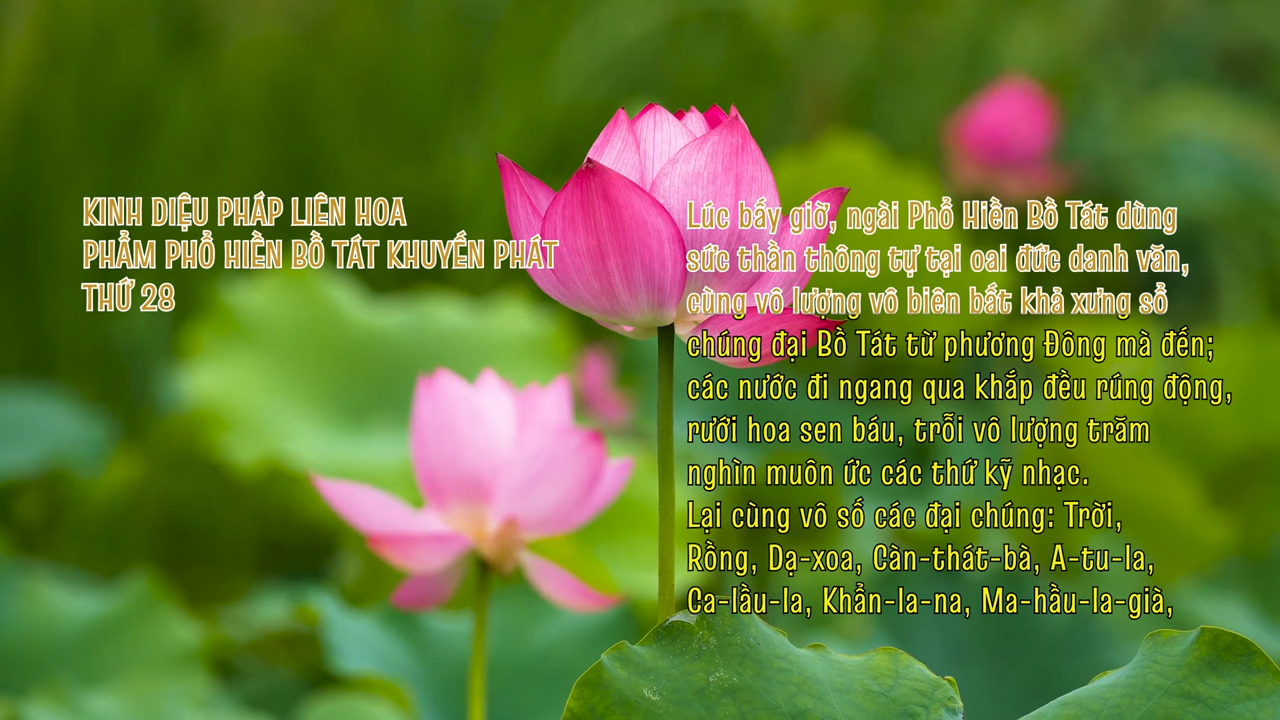 KINH DIỆU PHÁP LIÊN HOA
PHẨM PHỔ HIỀN BỒ TÁT KHUYẾN PHÁT
THỨ 28
Lúc bấy giờ, ngài Phổ Hiền Bồ Tát dùng
sức thần thông tự tại oai đức danh văn,
cùng vô lượng vô biên bất khả xưng sổ
chúng đại Bồ Tát từ phương Đông mà đến;
các nước đi ngang qua khắp đều rúng động,
rưới hoa sen báu, trỗi vô lượng trăm
nghìn muôn ức các thứ kỹ nhạc.
Lại cùng vô số các đại chúng: Trời,
Rồng, Dạ-xoa, Càn-thát-bà, A-tu-la,
Ca-lầu-la, Khẩn-la-na, Ma-hầu-la-già,